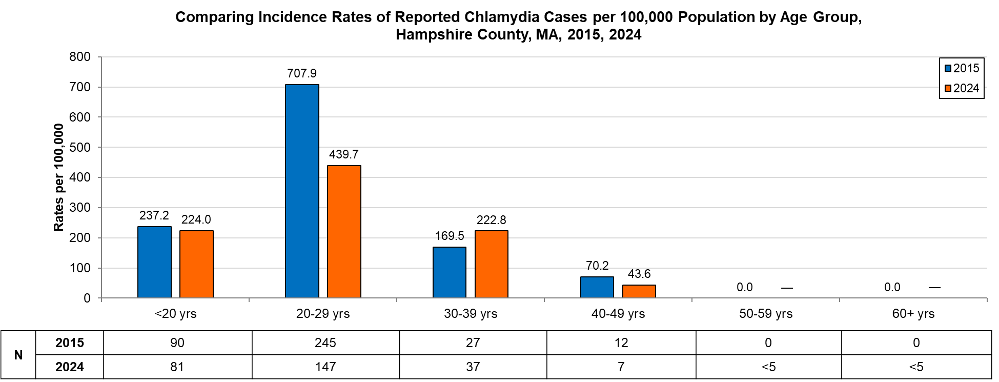 Comparing Incidence Rates of Reported Chlamydia Cases per 100,000 Population by Age Group,
Hampshire County, MA, 2015, 2024
Rates per 100,000
800
700
600
500
400
300
200
100
0
2015
2024
237.2
224.0
707.9
439.7
169.5
222.8
70.2
43.6
0.0
—
0.0
—
<20 yrs
20-29 yrs
30-39 yrs
40-49 yrs
50-59 yrs
60+ yrs
N
2015 90 245 27 12 0 0
2024 81 147 37 7 <5 <5